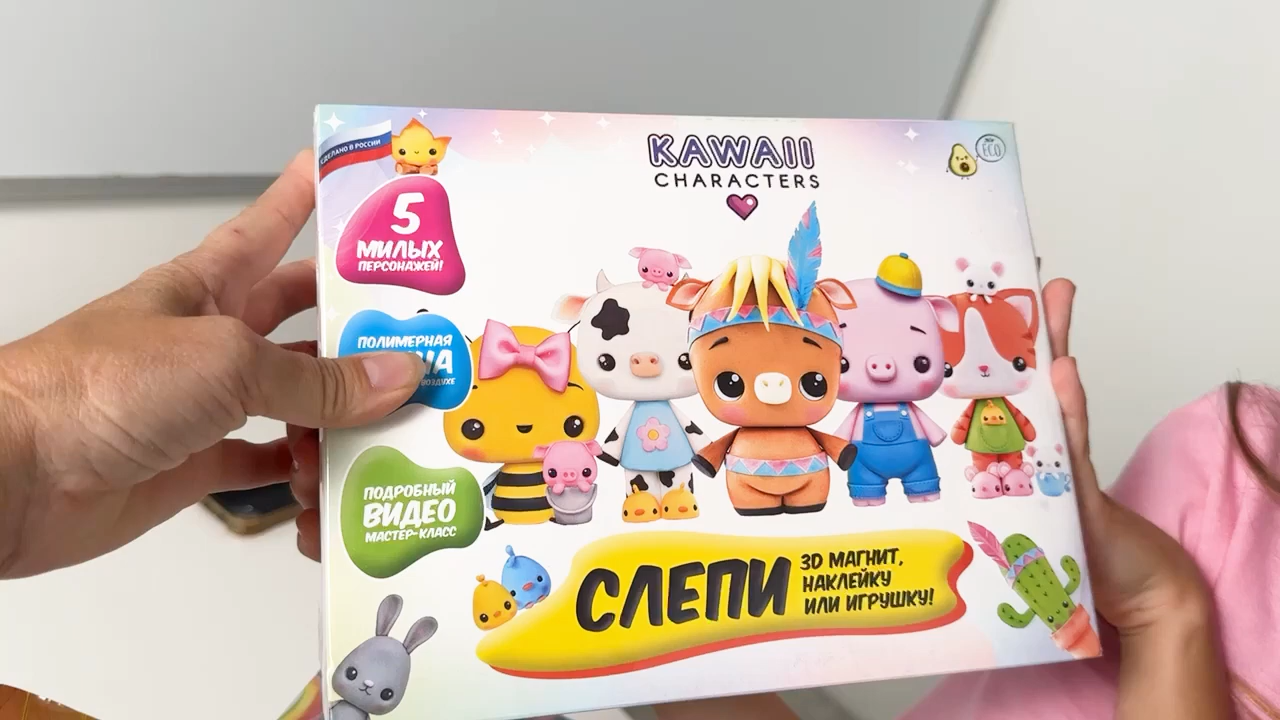 СДЕЛАНО В РОССИИ
KAWAII
CHARACTERS
ECO
5
МИЛЫХ
ПЕРСОНАЖЕЙ!
ПОЛИМЕРНАЯ
ПОДРОБНЫЙ
ВИДЕО
МАСТЕР-КЛАСС
СЛЕПИ
3D МАГНИТ,
НАКЛЕЙКУ
ИЛИ ИГРУШКУ!